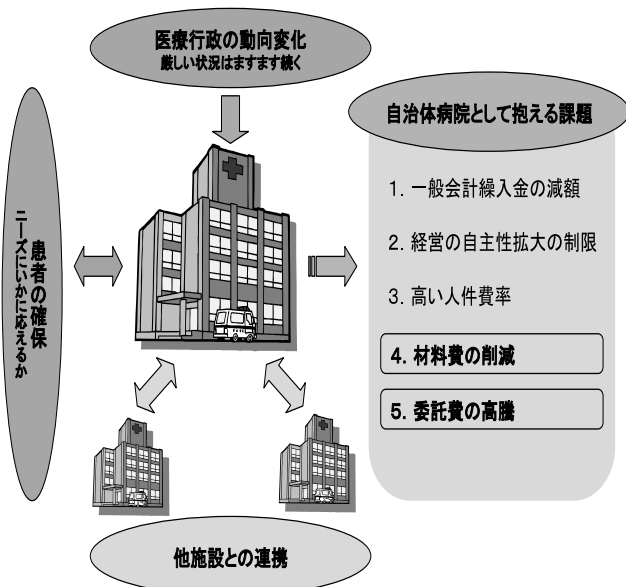 医療行政の動向変化
厳しい状況はますます続く
自治体病院として抱える課題
1. 一般会計繰入金の減額
2. 経営の自主性拡大の制限
3. 高い人件費率
4. 材料費の削減
5. 委託費の高騰
患者の確保
ニーズにいかに応えるか
他施設との連携